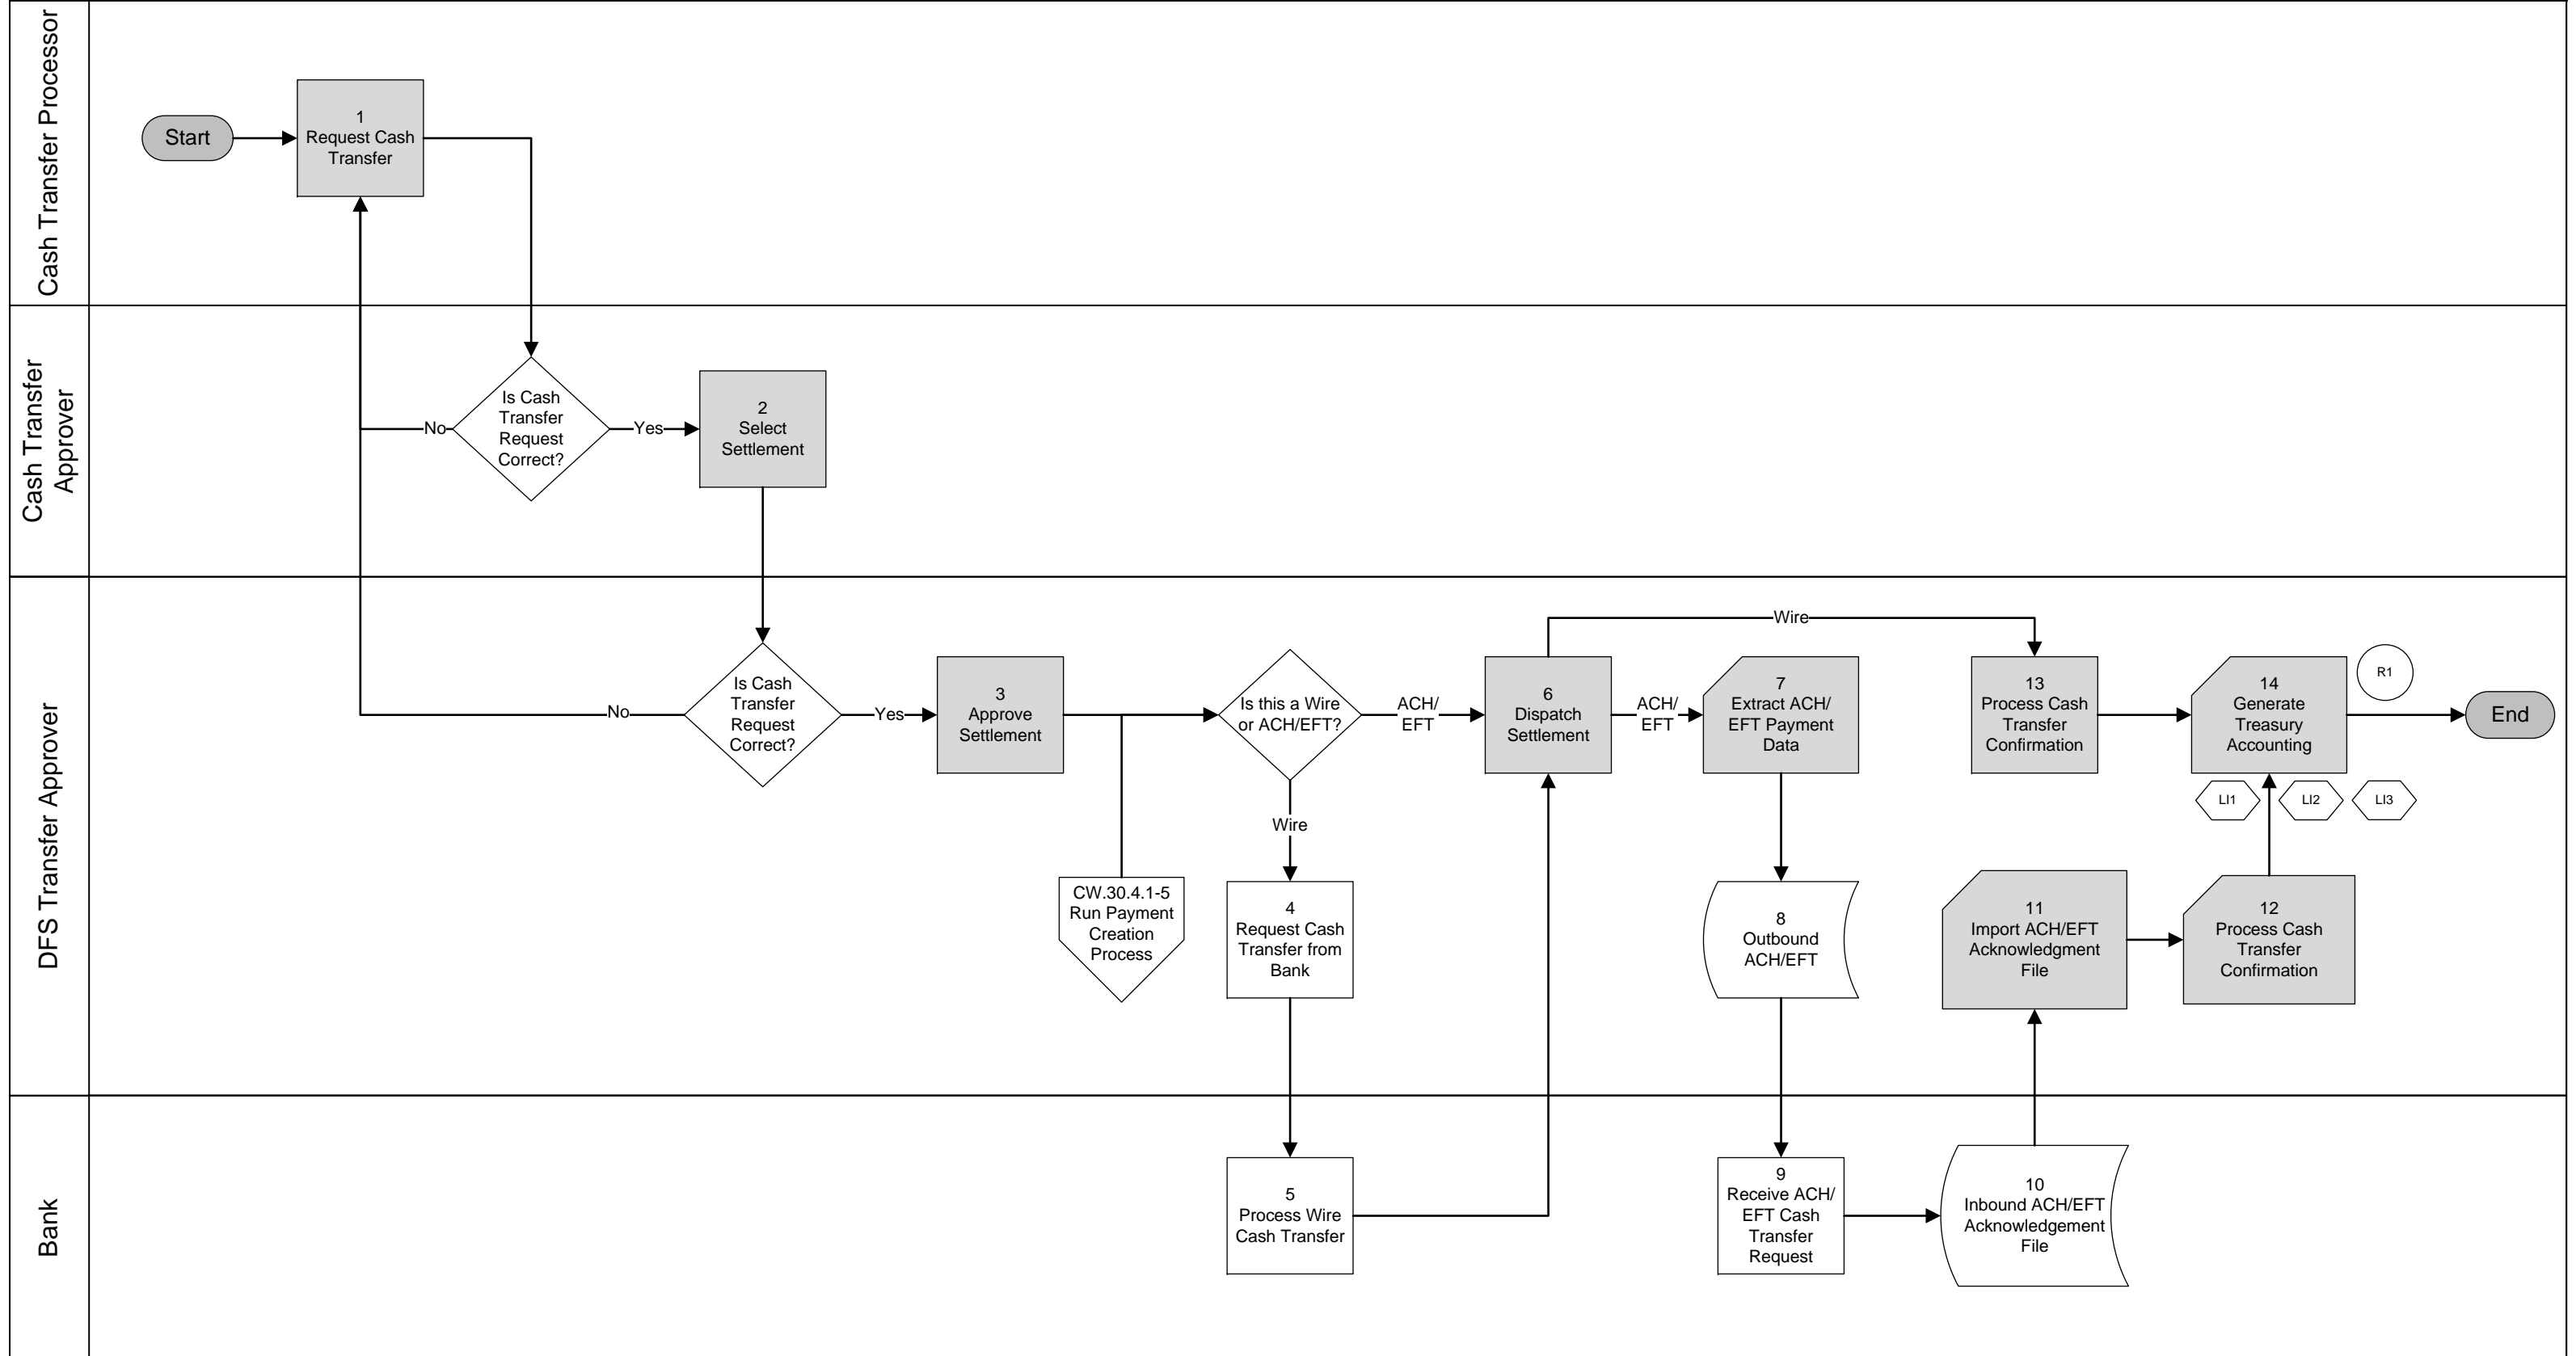 Cash Transfer Processor
Start
1
Request Cash
Transfer
Cash Transfer
Approver
Is Cash
Transfer
Request
Correct?
No
Yes
2
Select
Settlement
DFS Transfer Approver
Is Cash
Transfer
Request
Correct?
No
Yes
3
Approve
Settlement
CW.30.4.1-5
Run Payment
Creation
Process
Is this a Wire
or ACH/EFT?
ACH/
EFT
Wire
4
Request Cash
Transfer from
Bank
6
Dispatch
Settlement
Wire
ACH/
EFT
7
Extract ACH/
EFT Payment
Data
8
Outbound
ACH/EFT
13
Process Cash
Transfer
Confirmation
14
Generate
Treasury
Accounting
R1
End
LI1
LI2
LI3
11
Import ACH/EFT
Acknowledgment
File
12
Process Cash
Transfer
Confirmation
Bank
5
Process Wire
Cash Transfer
9
Receive ACH/
EFT Cash
Transfer
Request
10
Inbound ACH/EFT
Acknowledgement
File